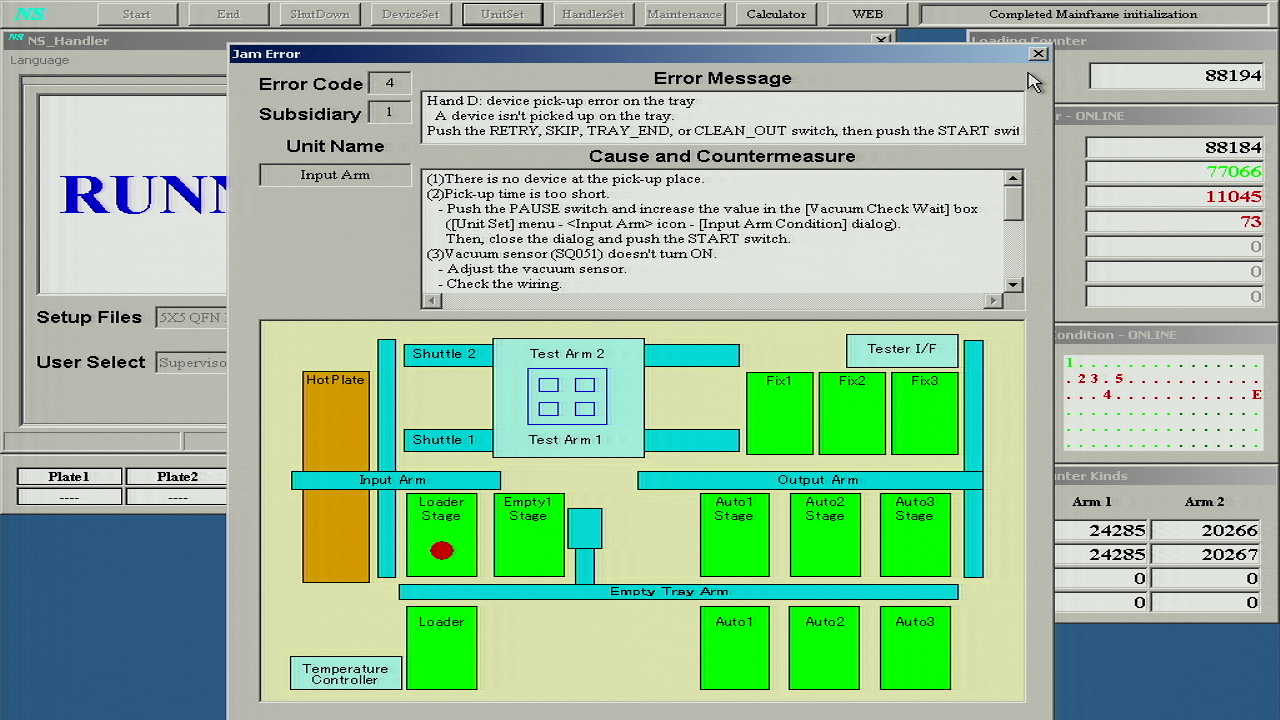 NS
Start
End
ShutDown
DeviceSet
UnitSet
HandlerSet
Maintenance
Calculator
WEB
Completed Mainframe initialization
NS NS_Handler
Language
Setup Files 5X5 QFN
User Select
Plate1 Plate2
---- ----
Jam Error
Error Code 4
Subsidiary 1
Unit Name
Input Arm
Error Message
Hand D: device pick-up error on the tray
A device isn't picked up on the tray.
Push the RETRY, SKIP, TRAY_END, or CLEAN_OUT switch, then push the START
Cause and Countermeasure
(1)There is no device at the pick-up place.
(2)Pick-up time is too short.
- Push the PAUSE switch and increase the value in the [Vacuum Check Wait] box
([Unit Set] menu - <Input Arm> icon - [Input Arm Condition] dialog).
Then, close the dialog and push the START switch.
(3)Vacuum sensor (SQ051) doesn't turn ON.
- Adjust the vacuum sensor.
- Check the wiring.
HotPlate
Shuttle 2
Test Arm 2
Tester I/F
Fix1
Fix2
Fix3
Shuttle 1
Test Arm 1
Input Arm
Output Arm
Loader
Stage
Empty1
Stage
Auto1
Stage
Auto2
Stage
Auto3
Stage
Empty Tray Arm
Loader
Auto1
Auto2
Auto3
Temperature
Controller
Loading Counter
88194
- ONLINE
88184
77066
11045
73
0
0
0
- ONLINE
1 . . . . . . . . . . . . . . .
. 2 3 . 5 . . . . . . . . . . .
. . . 4 . . . . . . . . . . . E
Kinds
Arm 1 Arm 2
24285 20266
24285 20267
0 0
0 0